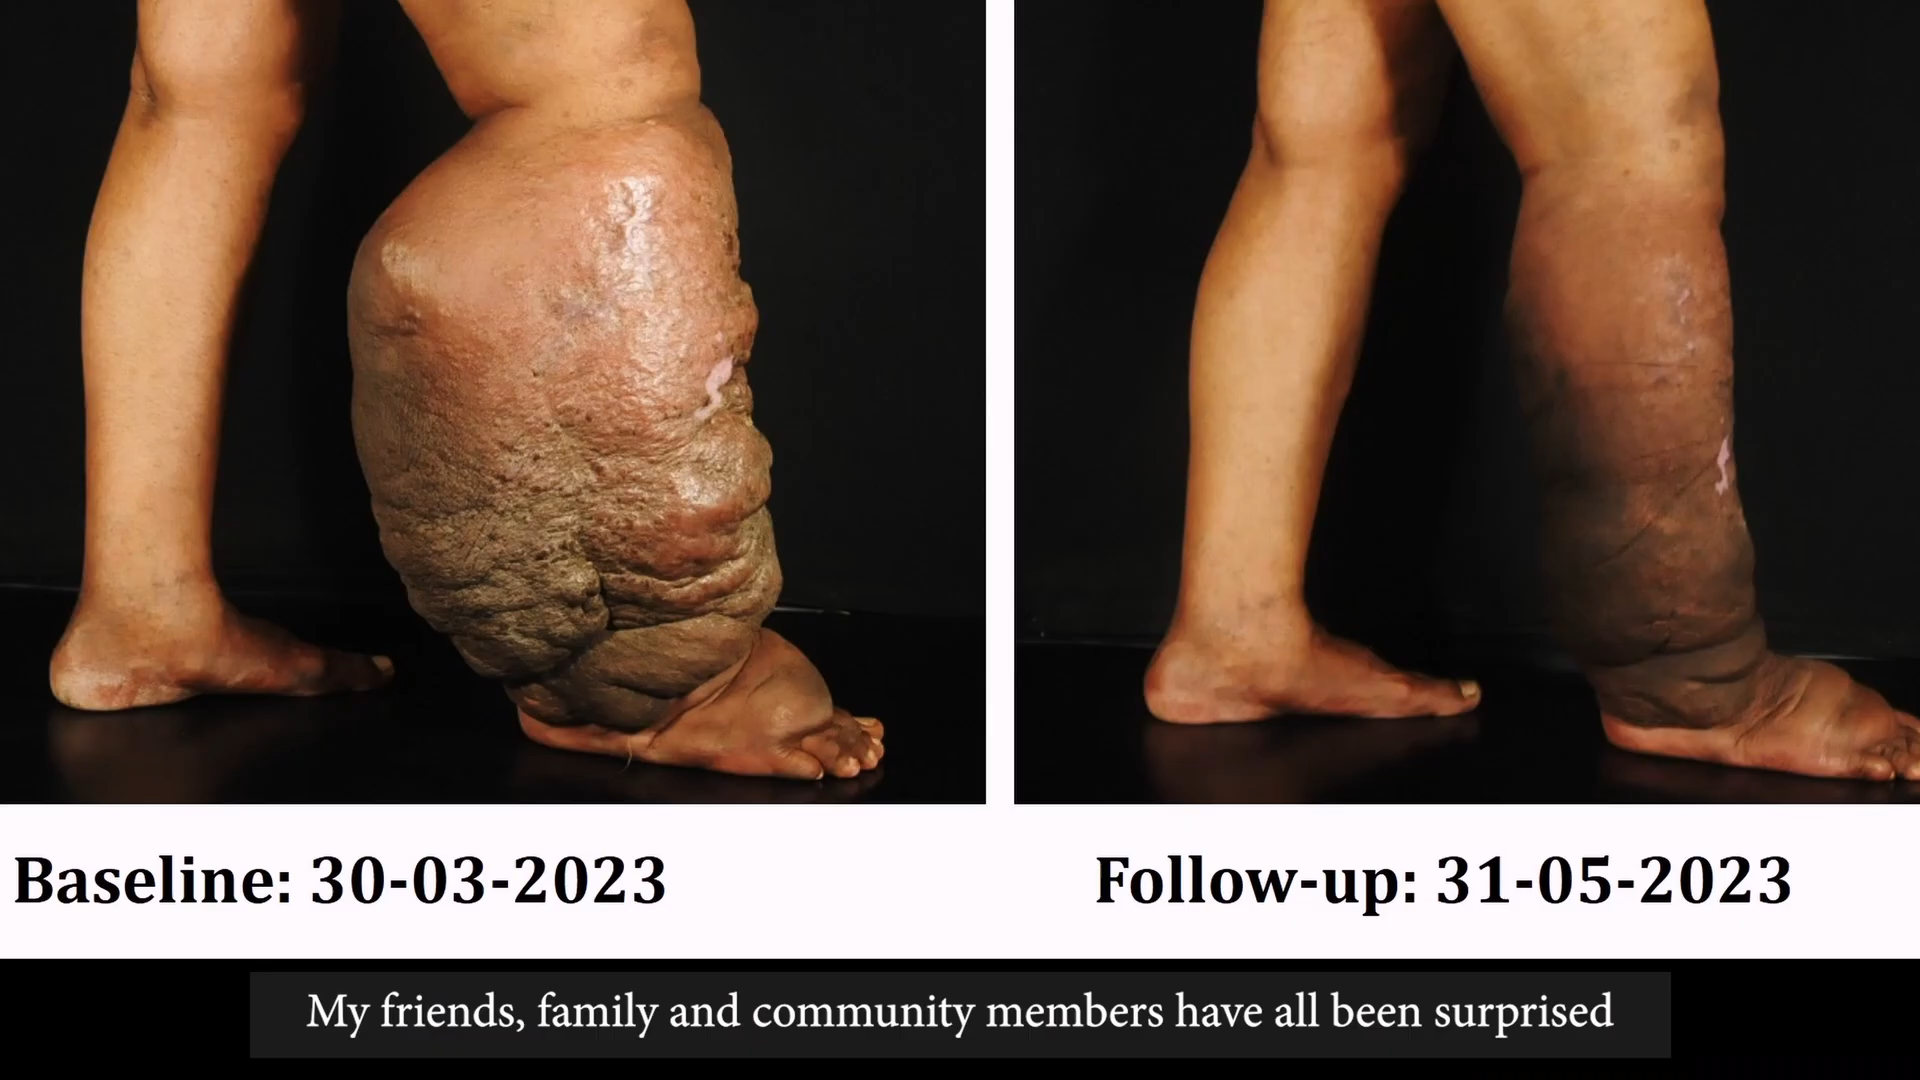 Baseline: 30-03-2023
Follow-up: 31-05-2023
My friends, family and community members have all been surprised